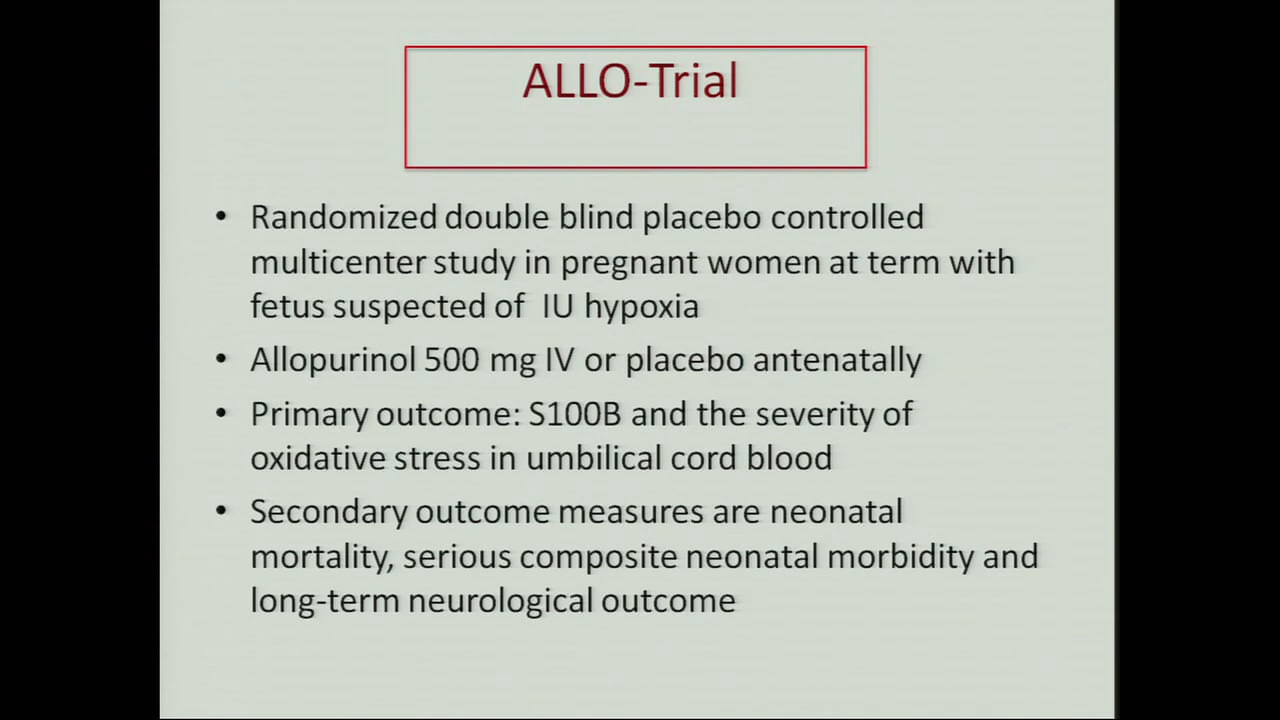 ALLO-Trial
• Randomized double blind placebo controlled
multicenter study in pregnant women at term with
fetus suspected of IU hypoxia
• Allopurinol 500 mg IV or placebo antenatally
• Primary outcome: S100B and the severity of
oxidative stress in umbilical cord blood
• Secondary outcome measures are neonatal
mortality, serious composite neonatal morbidity and
long-term neurological outcome